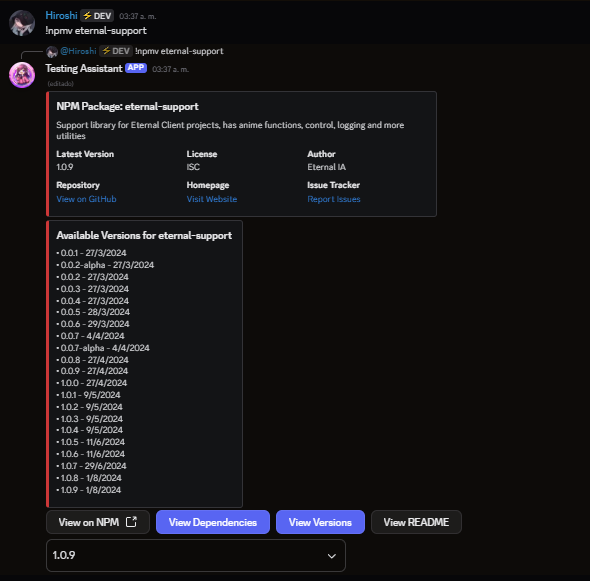 Hiroshi ⚡DEV 03:37 a. m.
!npmv eternal-support
@Hiroshi ⚡DEV !npmv eternal-support
Testing Assistant APP 03:37 a. m.
(editado)
NPM Package: eternal-support
Support library for Eternal Client projects, has anime functions, control, logging and more
utilities
Latest Version License Author
1.0.9 ISC Eternal IA
Repository Homepage Issue Tracker
View on GitHub Visit Website Report Issues
Available Versions for eternal-support
• 0.0.1 - 27/3/2024
• 0.0.2-alpha - 27/3/2024
• 0.0.2 - 27/3/2024
• 0.0.3 - 27/3/2024
• 0.0.4 - 27/3/2024
• 0.0.5 - 28/3/2024
• 0.0.6 - 29/3/2024
• 0.0.7 - 4/4/2024
• 0.0.7-alpha - 4/4/2024
• 0.0.8 - 27/4/2024
• 0.0.9 - 27/4/2024
• 1.0.0 - 27/4/2024
• 1.0.1 - 9/5/2024
• 1.0.2 - 9/5/2024
• 1.0.3 - 9/5/2024
• 1.0.4 - 9/5/2024
• 1.0.5 - 11/6/2024
• 1.0.6 - 11/6/2024
• 1.0.7 - 29/6/2024
• 1.0.8 - 1/8/2024
• 1.0.9 - 1/8/2024
View on NPM View Dependencies View Versions View README
1.0.9